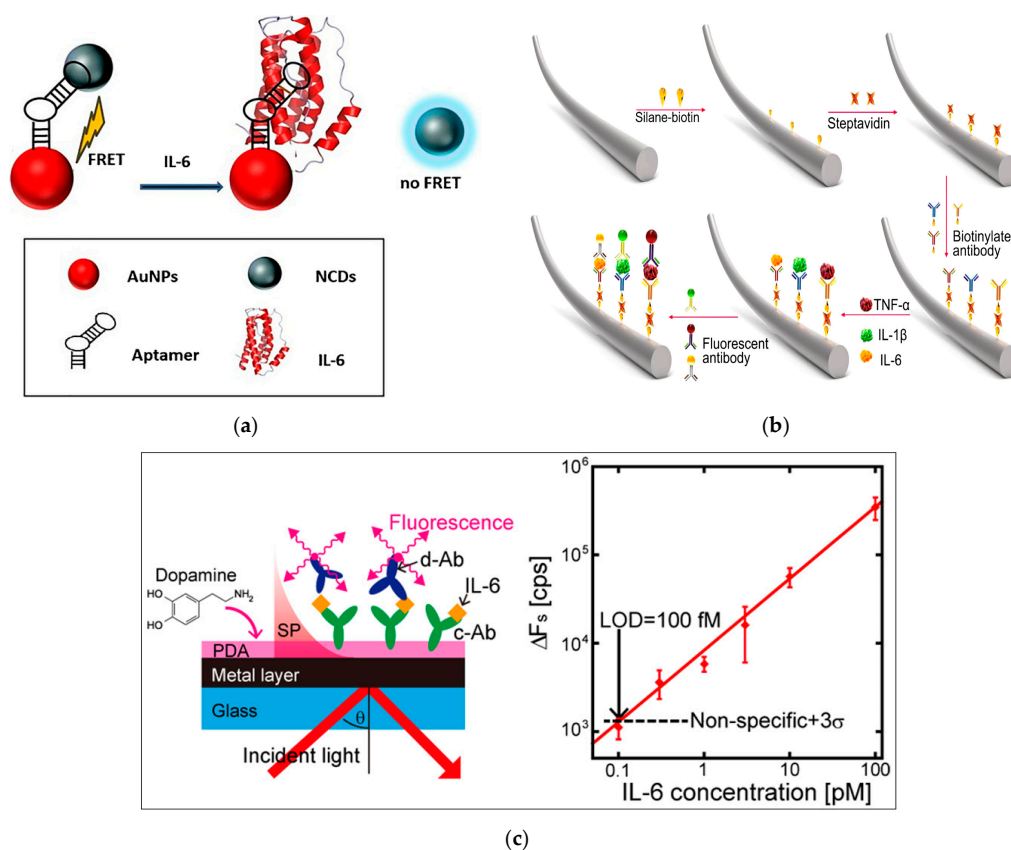 FRET
IL-6
no FRET
AuNPs
NCDs
Aptamer
IL-6
(a)
Silane-biotin
Steptavidin
Biotinylate
antibody
TNF-α
IL-1β
IL-6
Fluorescent
antibody
(b)
Dopamine
HO
HO
NH2
Fluorescence
d-Ab
IL-6
c-Ab
SP
PDA
Metal layer
Glass
θ
Incident light
ΔFs [cps]
10^6
10^5
10^4
10^3
LOD=100 fM
Non-specific+3σ
0.1 1 10 100
IL-6 concentration [pM]
(c)